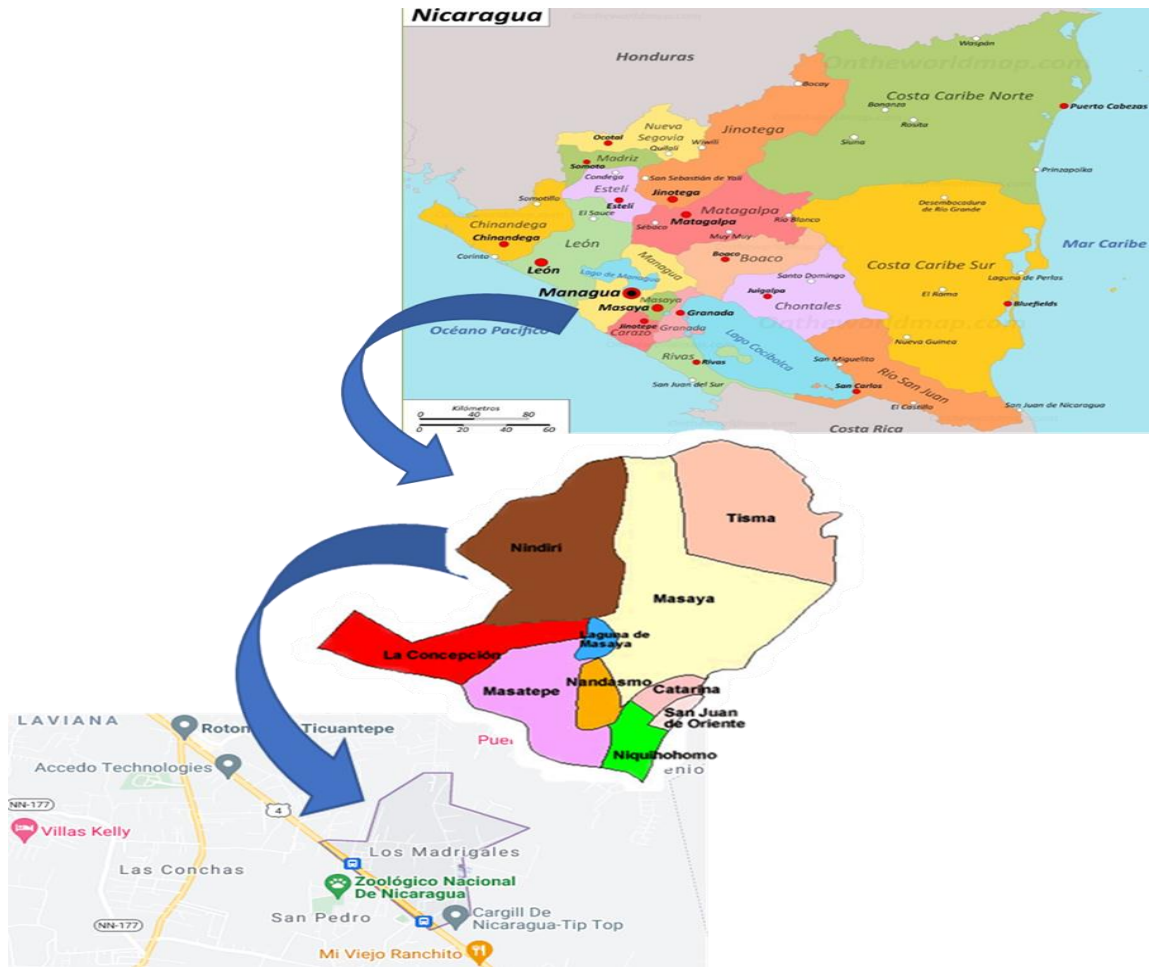 Nicaragua
Ontheworldmap.com
Honduras
Waspán
Bocay
Costa Caribe Norte
Puerto Cabezas
Bonanza
Rosita
Siuna
Nueva
Segovia
Ocotal
Quilalí
Wiwilí
Jinotega
Madriz
Somoto
Condega
San Sebastián de Yalí
Prinzapolka
Estelí
Estelí
Jinotega
Somotillo
El Sauce
Matagalpa
Matagalpa
Río Blanco
Desembocadura
de Río Grande
Chinandega
Chinandega
León
Sebaco
Muy Muy
Mar Caribe
Corinto
León
Lago de Managua
Managua
Boaco
Boaco
Santo Domingo
Costa Caribe Sur
Laguna de Perlas
Managua
Masaya
Masaya
Juigalpa
Chontales
El Rama
Bluefields
Granada
Océano Pacífico
Jinotepe
Carazo
Granada
Ontheworldmap.com
Lago Cocibolca
Nueva Guinea
Rivas
Rivas
San Miguelito
Río San Juan
San Juan del Sur
San Carlos
El Castillo
San Juan de Nicaragua
Kilómetros
0 40 80
0 20 40 60
Costa Rica
Tisma
Nindiri
Masaya
Laguna de
Masaya
La Concepción
Masatepe
Nandasmo
Catarina
San Juan
de Oriente
Niquihohomo
enio
LAVIANA
Ticuantepe
Accedo Technologies
NN-177
4
Villas Kelly
Los Madrigales
Las Conchas
Zoológico Nacional
De Nicaragua
San Pedro
Cargill De
Nicaragua-Tip Top
NN-177
Mi Viejo Ranchito